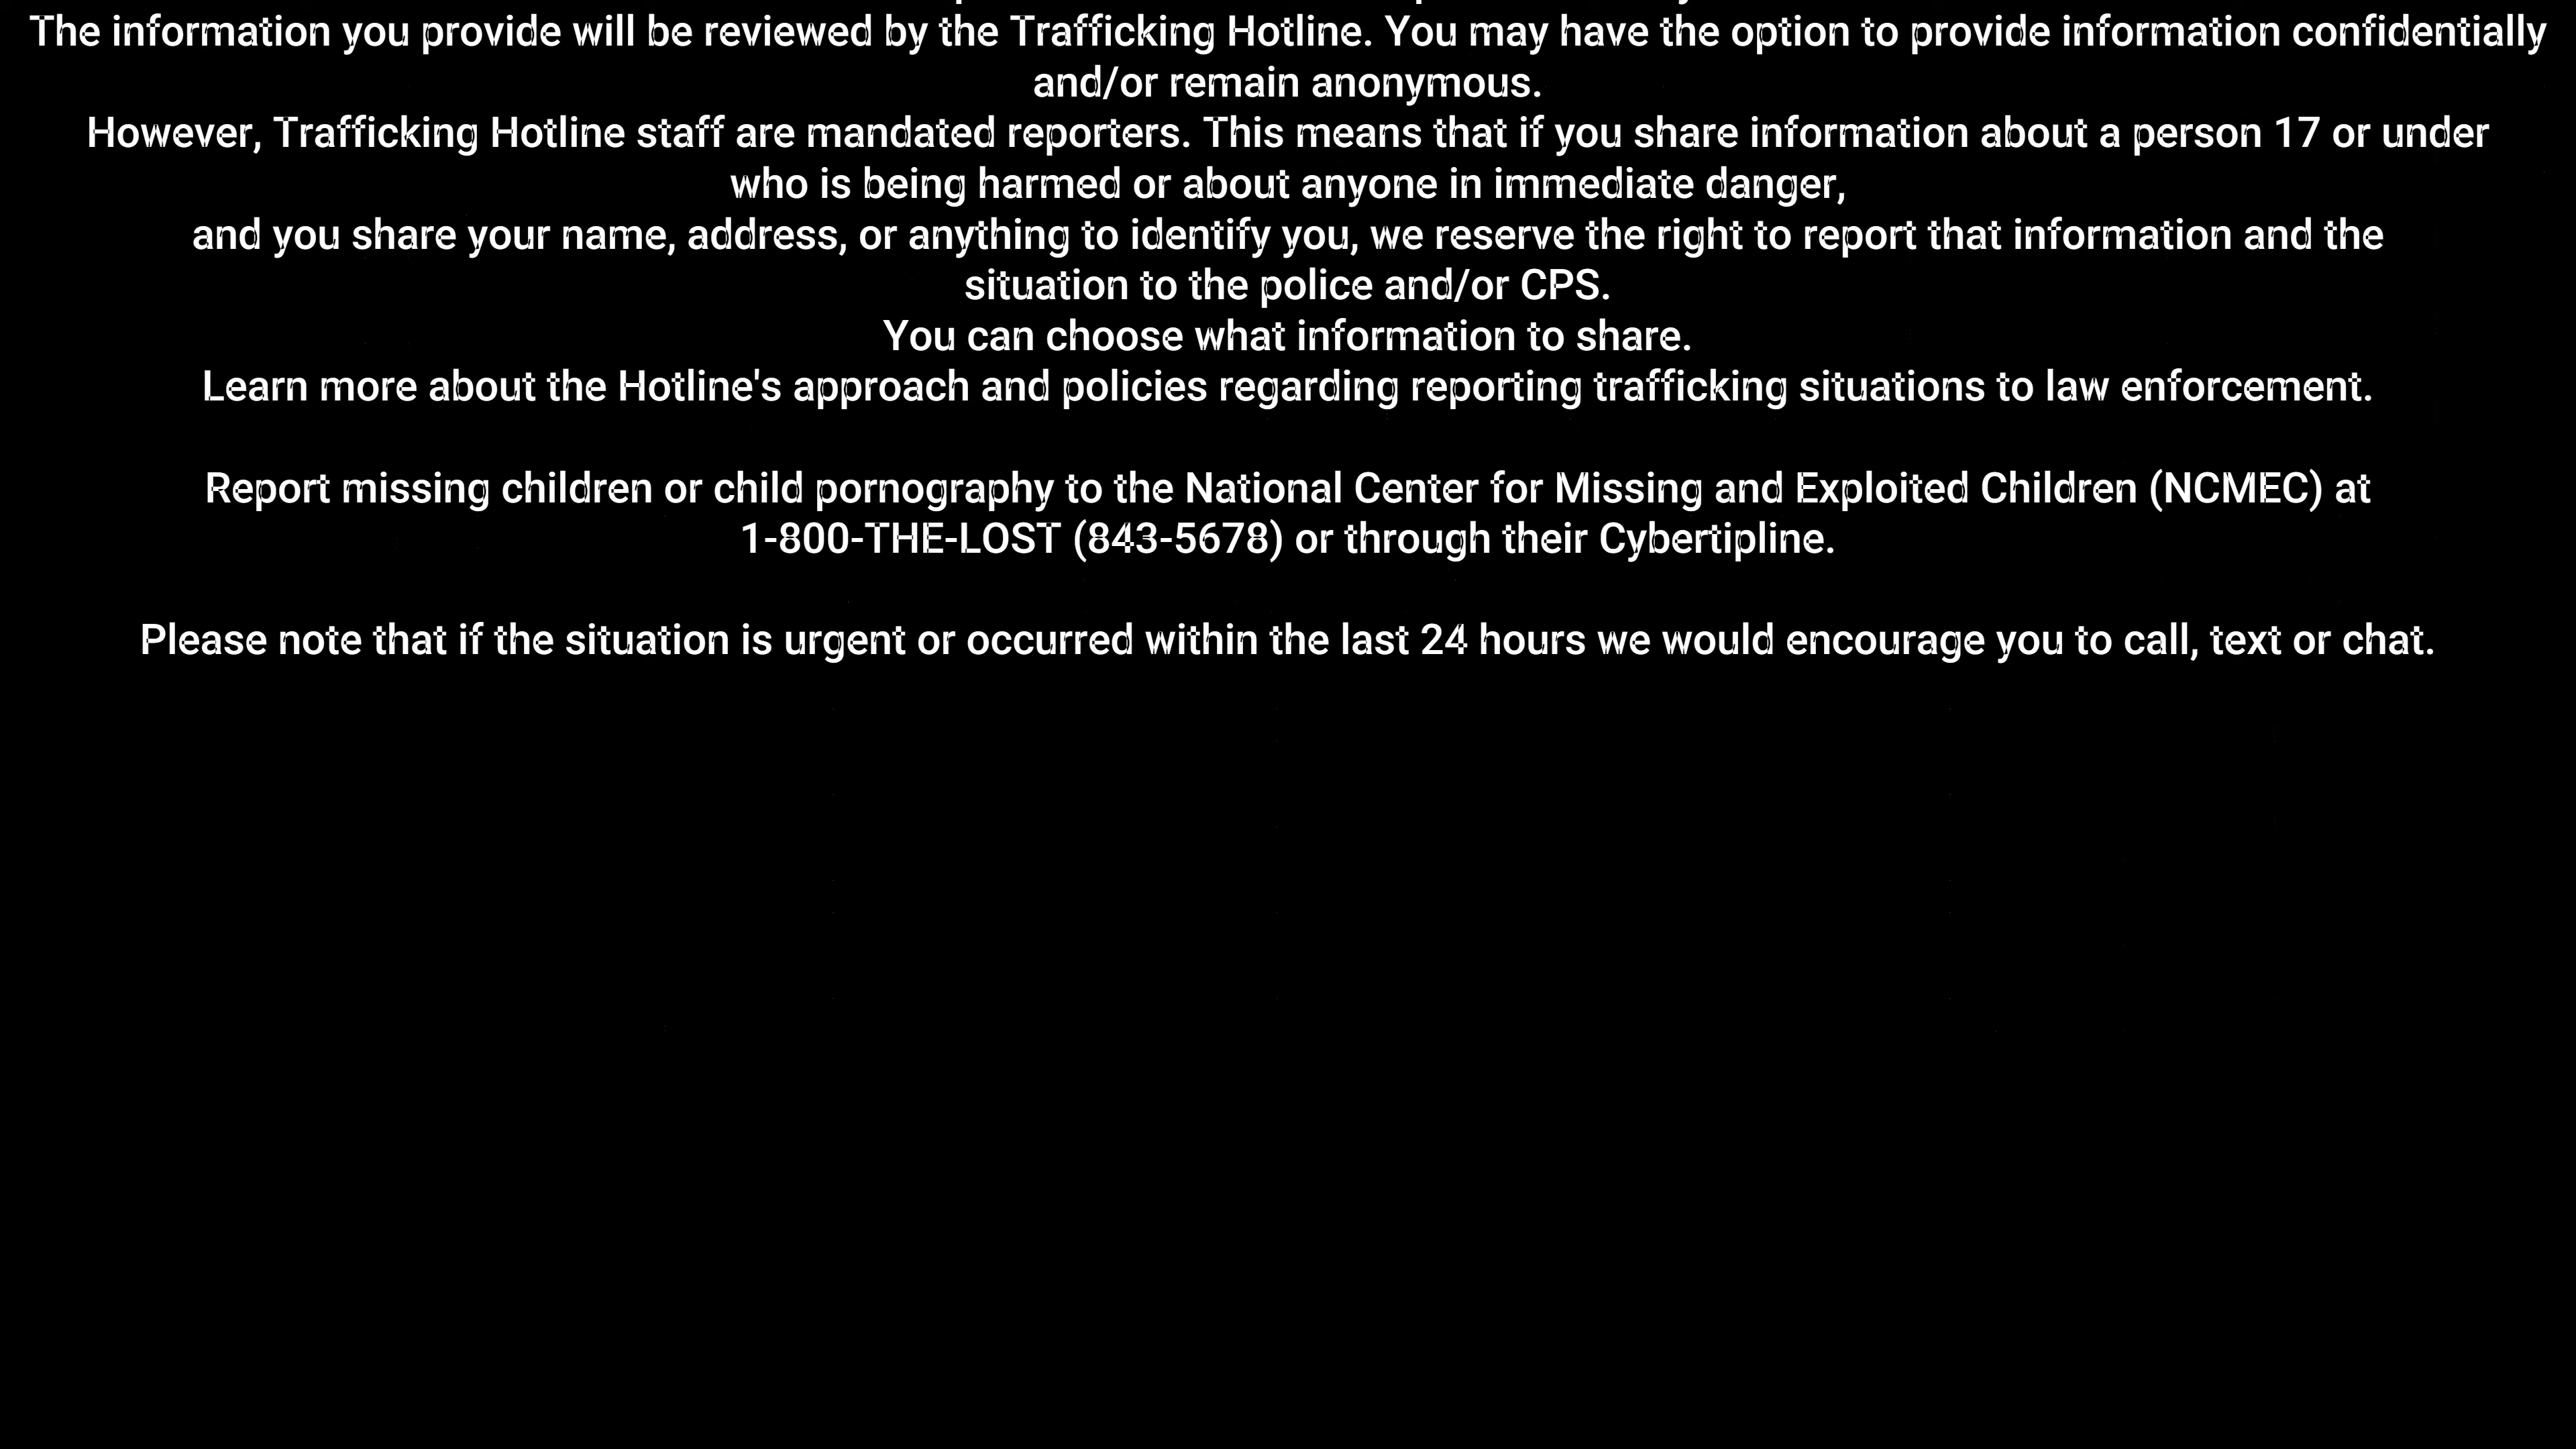 The information you provide will be reviewed by the Trafficking Hotline. You may have the option to provide information confidentially
and/or remain anonymous.
However, Trafficking Hotline staff are mandated reporters. This means that if you share information about a person 17 or under
who is being harmed or about anyone in immediate danger,
and you share your name, address, or anything to identify you, we reserve the right to report that information and the
situation to the police and/or CPS.
You can choose what information to share.
Learn more about the Hotline's approach and policies regarding reporting trafficking situations to law enforcement.
Report missing children or child pornography to the National Center for Missing and Exploited Children (NCMEC) at
1-800-THE-LOST (843-5678) or through their Cybertipline.
Please note that if the situation is urgent or occurred within the last 24 hours we would encourage you to call, text or chat.